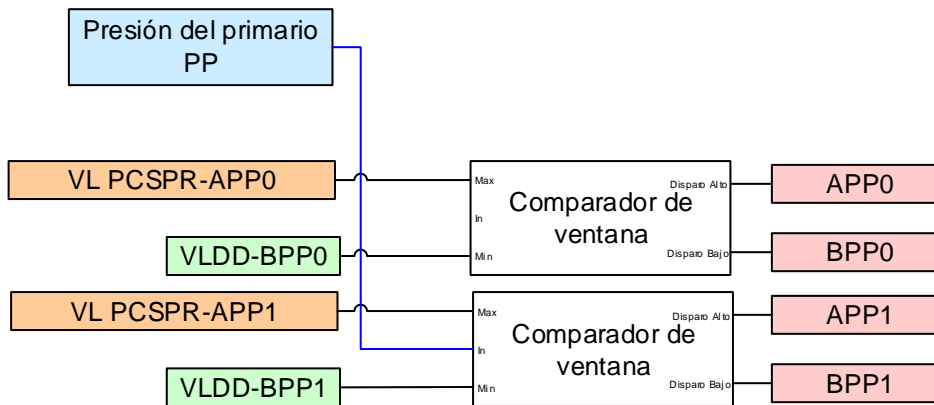 Presión del primario
PP
VL PCSPR-APP0
Max
Disparo Alto
APP0
In
Comparador de
ventana
VLDD-BPP0
Min
Disparo Bajo
BPP0
VL PCSPR-APP1
Max
Disparo Alto
APP1
In
Comparador de
ventana
VLDD-BPP1
Min
Disparo Bajo
BPP1